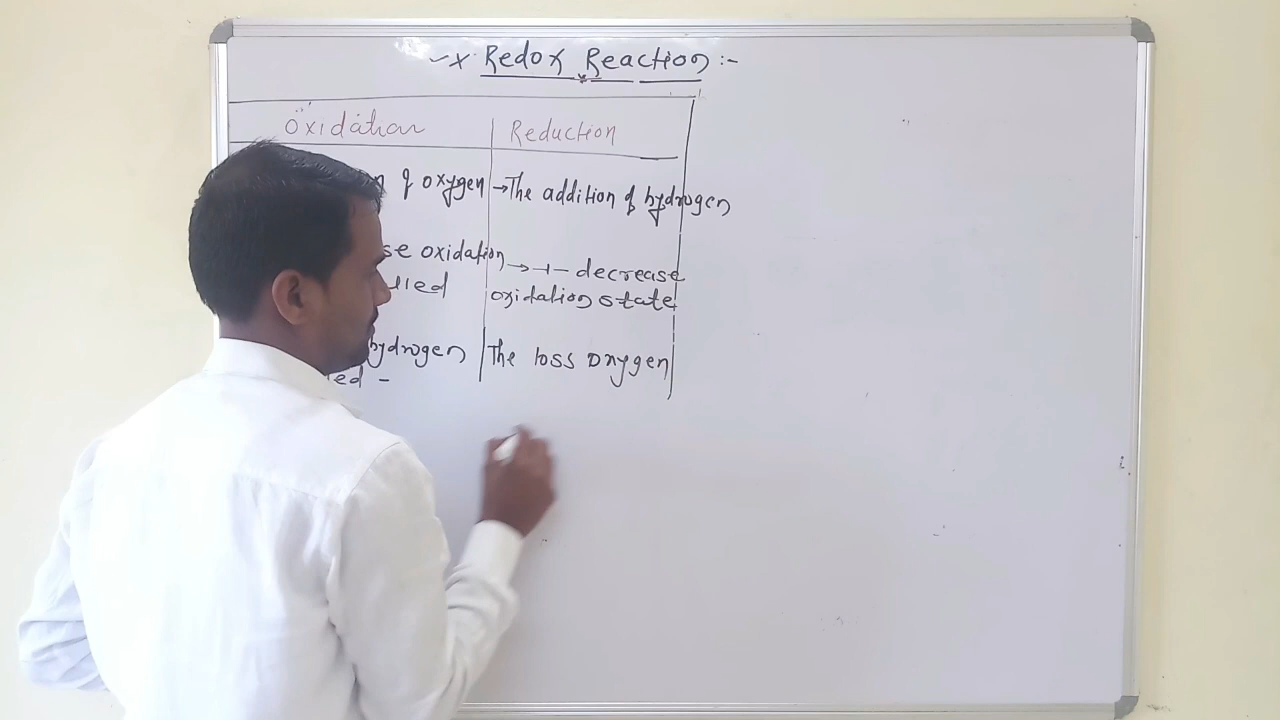 Redox Reaction :-
Oxidation
Reduction
of oxygen
→ The addition of hydrogen
se oxidation
lled
→ -1- decrease
oxidation state
hydrogen
ed -
The loss oxygen